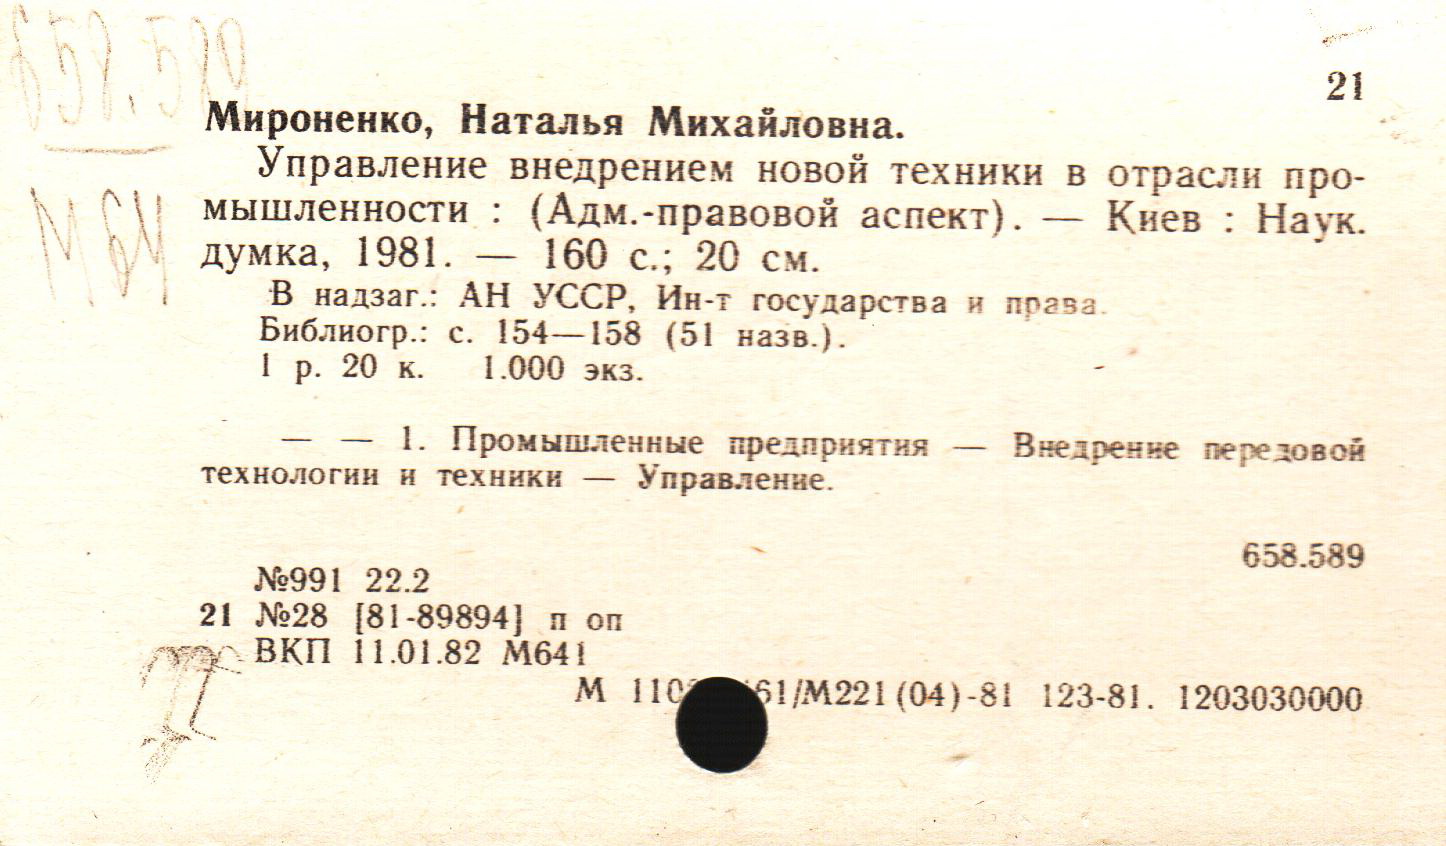 658.589
21
Мироненко, Наталья Михайловна.
Управление внедрением новой техники в отрасли про-
М64
мышленности : (Адм.-правовой аспект). — Киев : Наук.
думка, 1981. — 160 с.; 20 см.
В надзаг.: АН УССР, Ин-т государства и права.
Библиогр.: с. 154—158 (51 назв.).
1 р. 20 к. 1.000 экз.
— — 1. Промышленные предприятия — Внедрение передовой
технологии и техники — Управление.
658.589
№991 22.2
21 №28 [81-89894] п оп
ВКП 11.01.82 М641
М /М221(04)-81 123-81. 1203030000